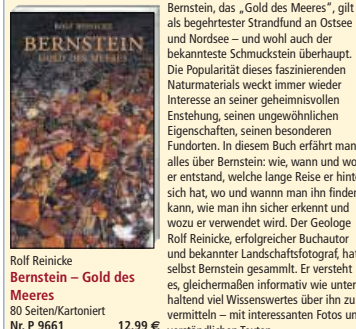 ROLF REINICKE
BERNSTEIN
GOLD DES MEERES
Rolf Reinicke
Bernstein – Gold des
Meeres
80 Seiten/Kartoniert
Nr. P 9661 12,99 €
Bernstein, das „Gold des Meeres“, gilt
als begehrtester Strandfund an Ostsee
und Nordsee – und wohl auch der
bekannteste Schmuckstein überhaupt.
Die Popularität dieses faszinierenden
Naturmaterials weckt immer wieder
Interesse an seiner geheimnisvollen
Enstehung, seinen ungewöhnlichen
Eigenschaften, seinen besonderen
Fundorten. In diesem Buch erfährt man
alles über Bernstein: wie, wann und wo
er entstand, welche lange Reise er hinte
sich hat, wo und wannn man ihn finden
kann, wie man ihn sicher erkennt und
wozu er verwendet wird. Der Geologe
Rolf Reinicke, erfolgreicher Buchautor
und bekannter Landschaftsfotograf, hat
selbst Bernstein gesammlt. Er versteht
es, gleichermaßen informativ wie unter
haltend viel Wissenswertes über ihn zu
vermitteln – mit interessanten Fotos un
verständlichen Texten